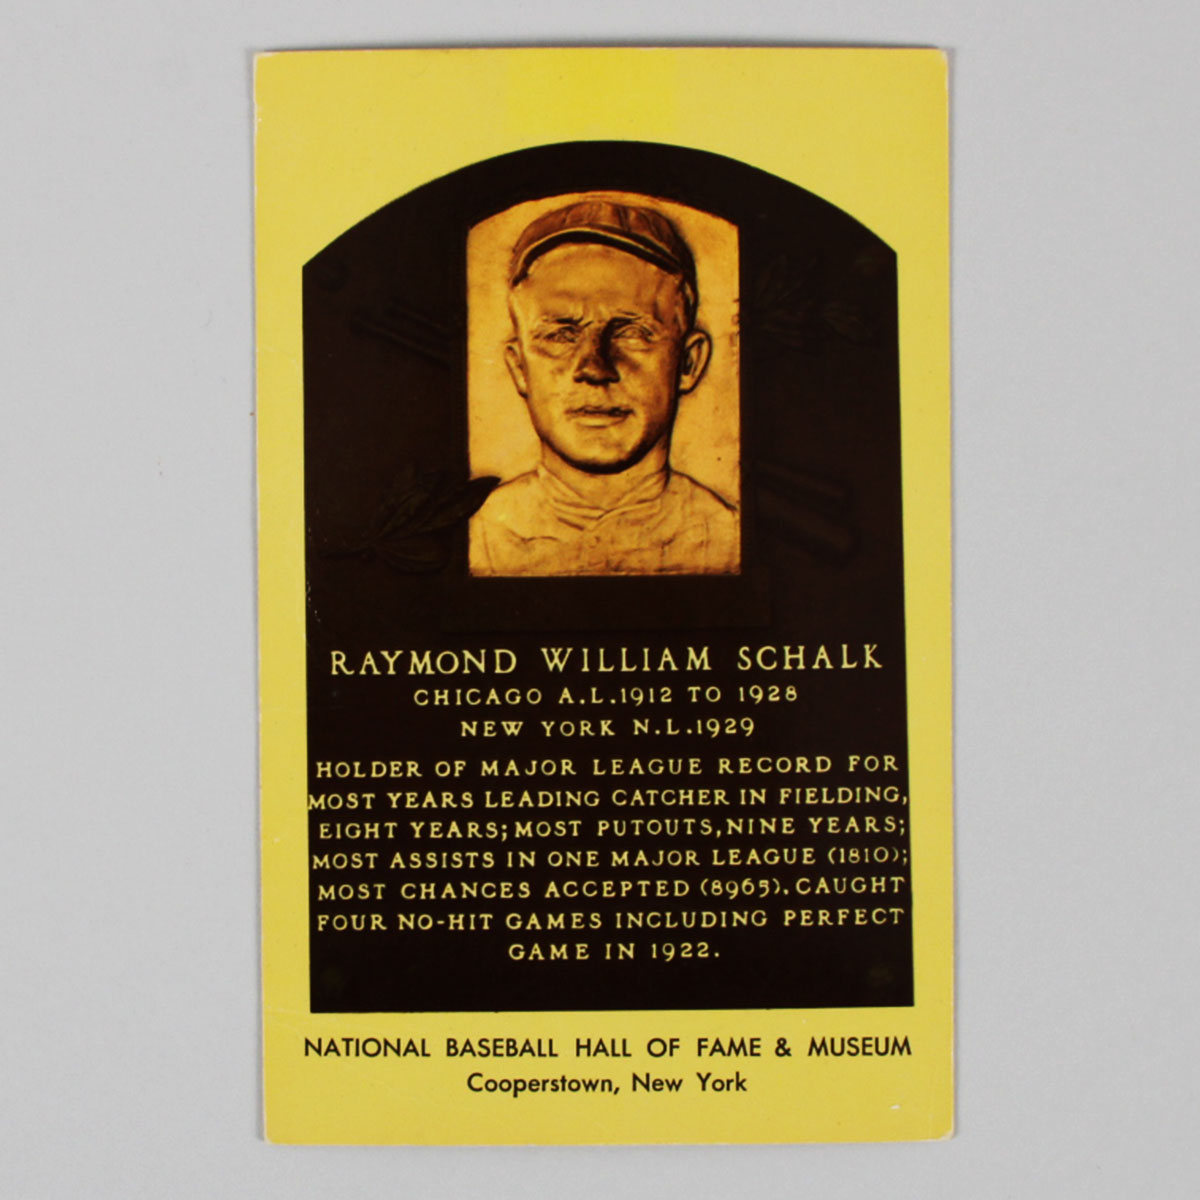 RAYMOND WILLIAM SCHALK
CHICAGO A.L.1912 TO 1928
NEW YORK N.L.1929
HOLDER OF MAJOR LEAGUE RECORD FOR
MOST YEARS LEADING CATCHER IN FIELDING,
EIGHT YEARS; MOST PUTOUTS, NINE YEARS;
MOST ASSISTS IN ONE MAJOR LEAGUE (1810);
MOST CHANCES ACCEPTED (8965). CAUGHT
FOUR NO-HIT GAMES INCLUDING PERFECT
GAME IN 1922.
NATIONAL BASEBALL HALL OF FAME & MUSEUM
Cooperstown, New York